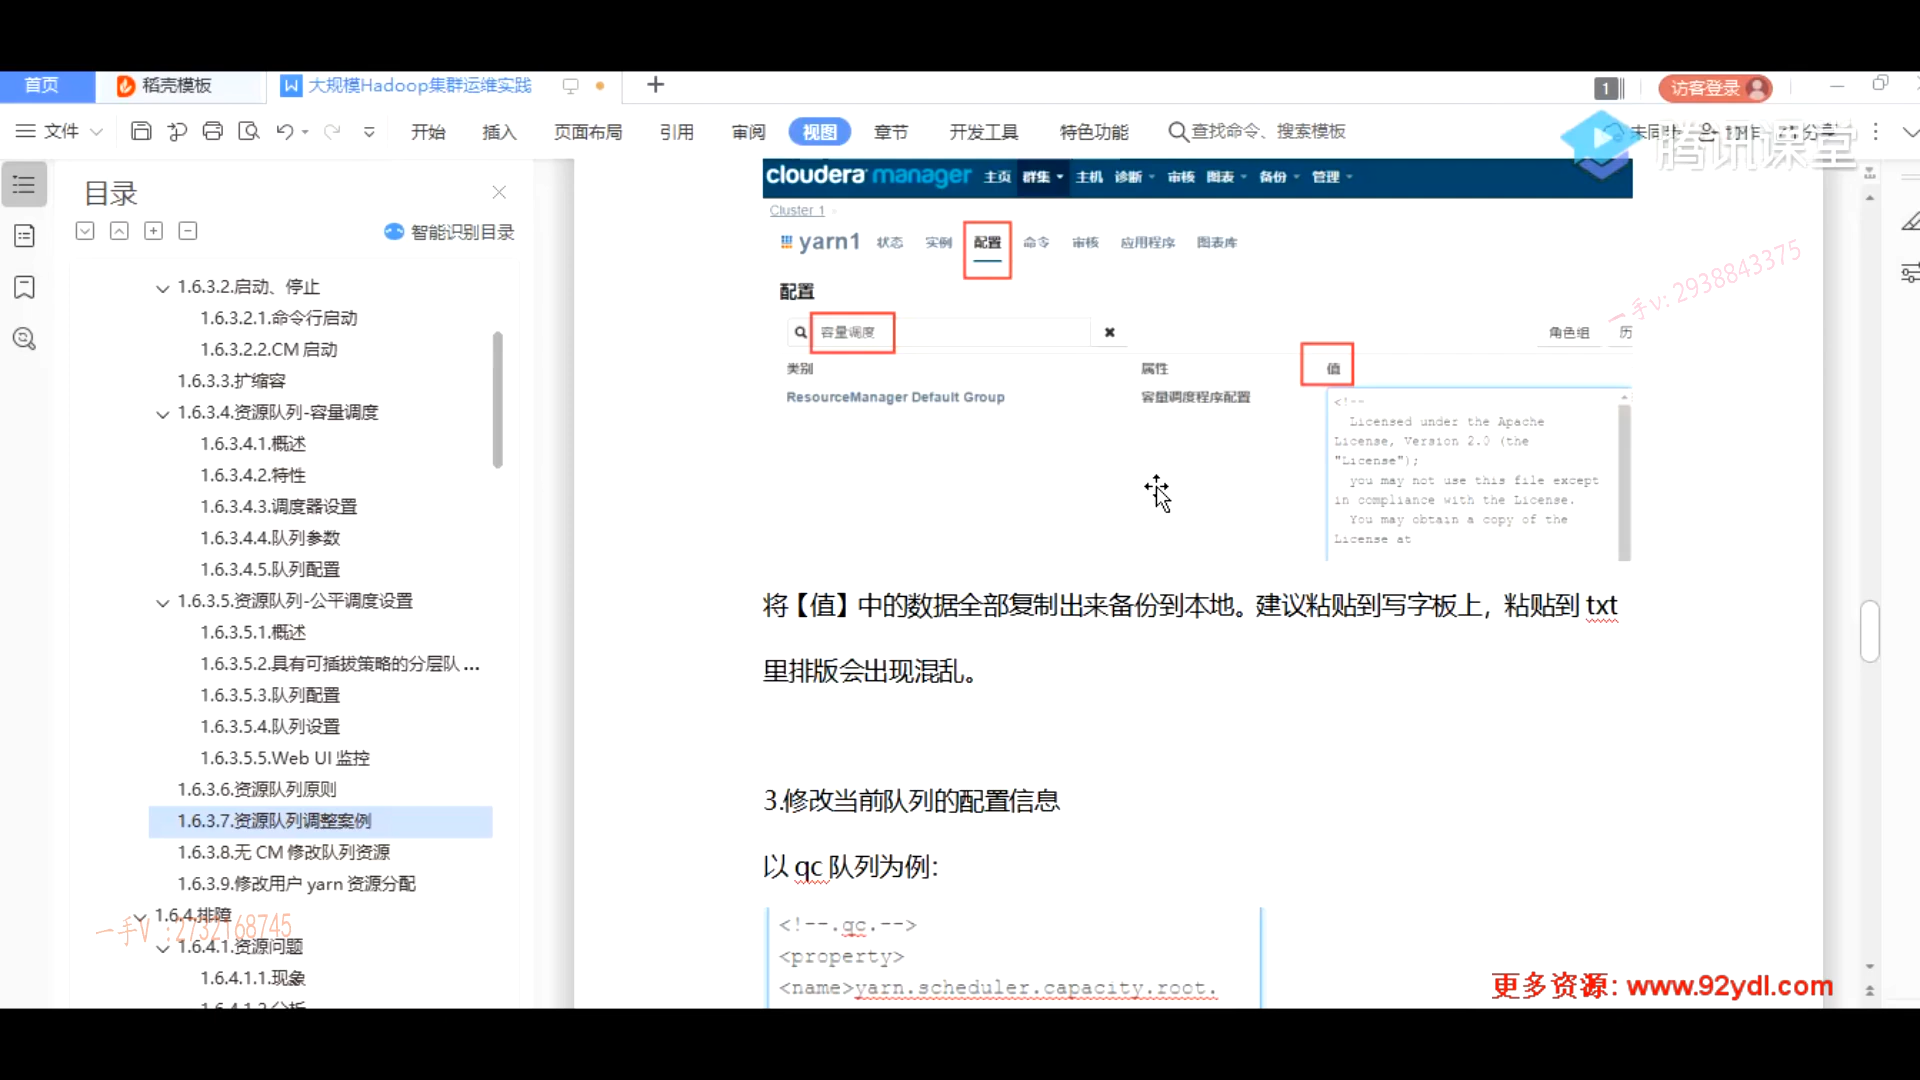 首页
稻壳模板
大规模Hadoop集群运维实践
1
访客登录
文件
开始
插入
页面布局
引用
审阅
视图
章节
开发工具
特色功能
查找命令、搜索模板
腾讯课堂
目录
智能识别目录
1.6.3.2.启动、停止
1.6.3.2.1.命令行启动
1.6.3.2.2.CM 启动
1.6.3.3.扩缩容
1.6.3.4.资源队列-容量调度
1.6.3.4.1.概述
1.6.3.4.2.特性
1.6.3.4.3.调度器设置
1.6.3.4.4.队列参数
1.6.3.4.5.队列配置
1.6.3.5.资源队列-公平调度设置
1.6.3.5.1.概述
1.6.3.5.2.具有可插拔策略的分层队 ...
1.6.3.5.3.队列配置
1.6.3.5.4.队列设置
1.6.3.5.5.Web UI 监控
1.6.3.6.资源队列原则
1.6.3.7.资源队列调整案例
1.6.3.8.无 CM 修改队列资源
1.6.3.9.修改用户 yarn 资源分配
1.6.4.排障
一手V :2732168745
1.6.4.1.资源问题
1.6.4.1.1.现象
cloudera manager 主页 群集 主机 诊断 审核 图表 备份 管理
Cluster 1
yarn1 状态 实例 配置 命令 审核 应用程序 图表库
一手v: 2938843375
配置
容量调度
角色组 历
类别 属性 值
ResourceManager Default Group 容量调度程序配置
<!--
Licensed under the Apache
License, Version 2.0 (the
"License");
you may not use this file except
in compliance with the License.
You may obtain a copy of the
License at
将【值】中的数据全部复制出来备份到本地。建议粘贴到写字板上，粘贴到 txt
里排版会出现混乱。
3.修改当前队列的配置信息
以 qc 队列为例：
<!--.qc.-->
<property>
<name>yarn.scheduler.capacity.root.
更多资源: www.92ydl.com